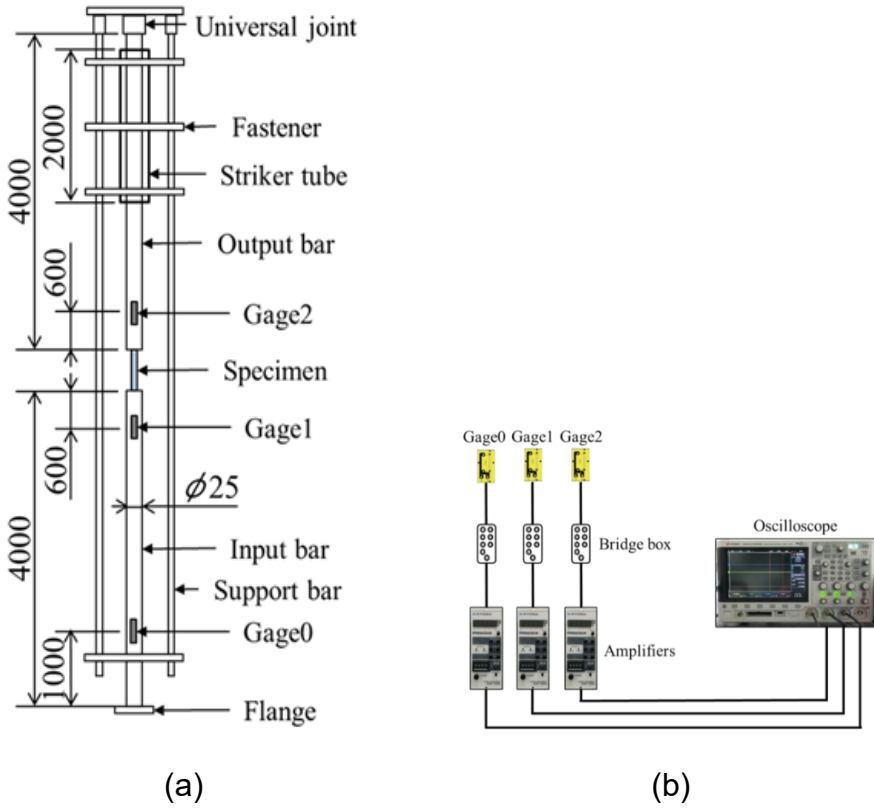 Universal joint
Fastener
Striker tube
Output bar
Gage2
Specimen
Gage1
ϕ25
Input bar
Support bar
Gage0
Flange
4000
2000
600
600
4000
1000
(a)
Gage0 Gage1 Gage2
Bridge box
Oscilloscope
Amplifiers
(b)